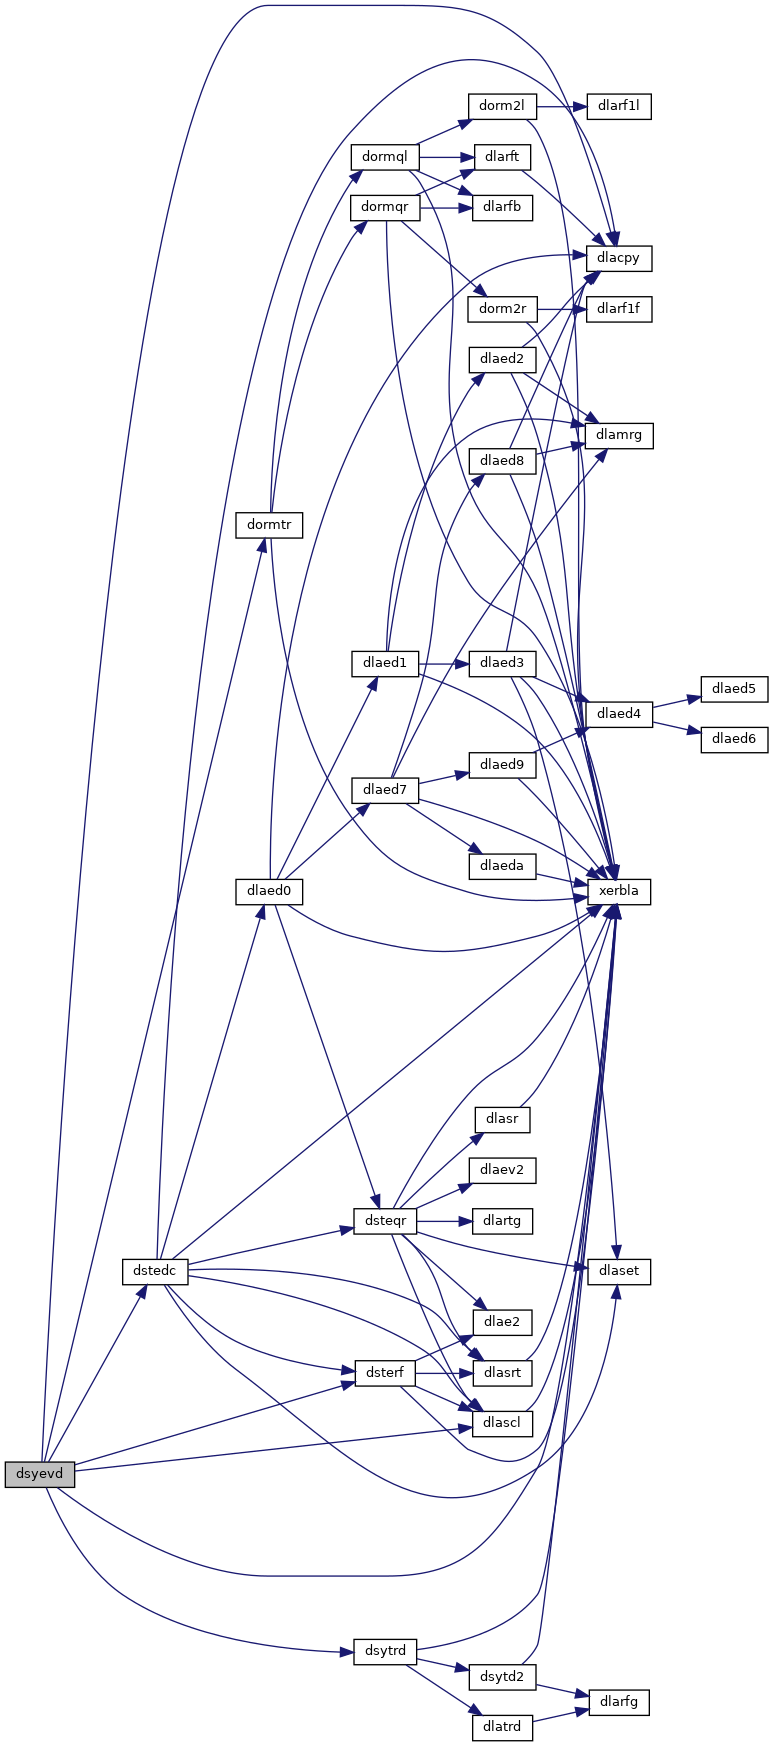 dorm2l
dlarf1l
dormql
dlarft
dormqr
dlarfb
dlacpy
dorm2r
dlarf1f
dlaed2
dlamrg
dlaed8
dormtr
dlaed1
dlaed3
dlaed5
dlaed4
dlaed6
dlaed9
dlaed7
dlaeda
dlaed0
xerbla
dlasr
dlaev2
dsteqr
dlartg
dstedc
dlaset
dlae2
dsterf
dlasrt
dlascl
dsyevd
dsytrd
dsytd2
dlarfg
dlatrd